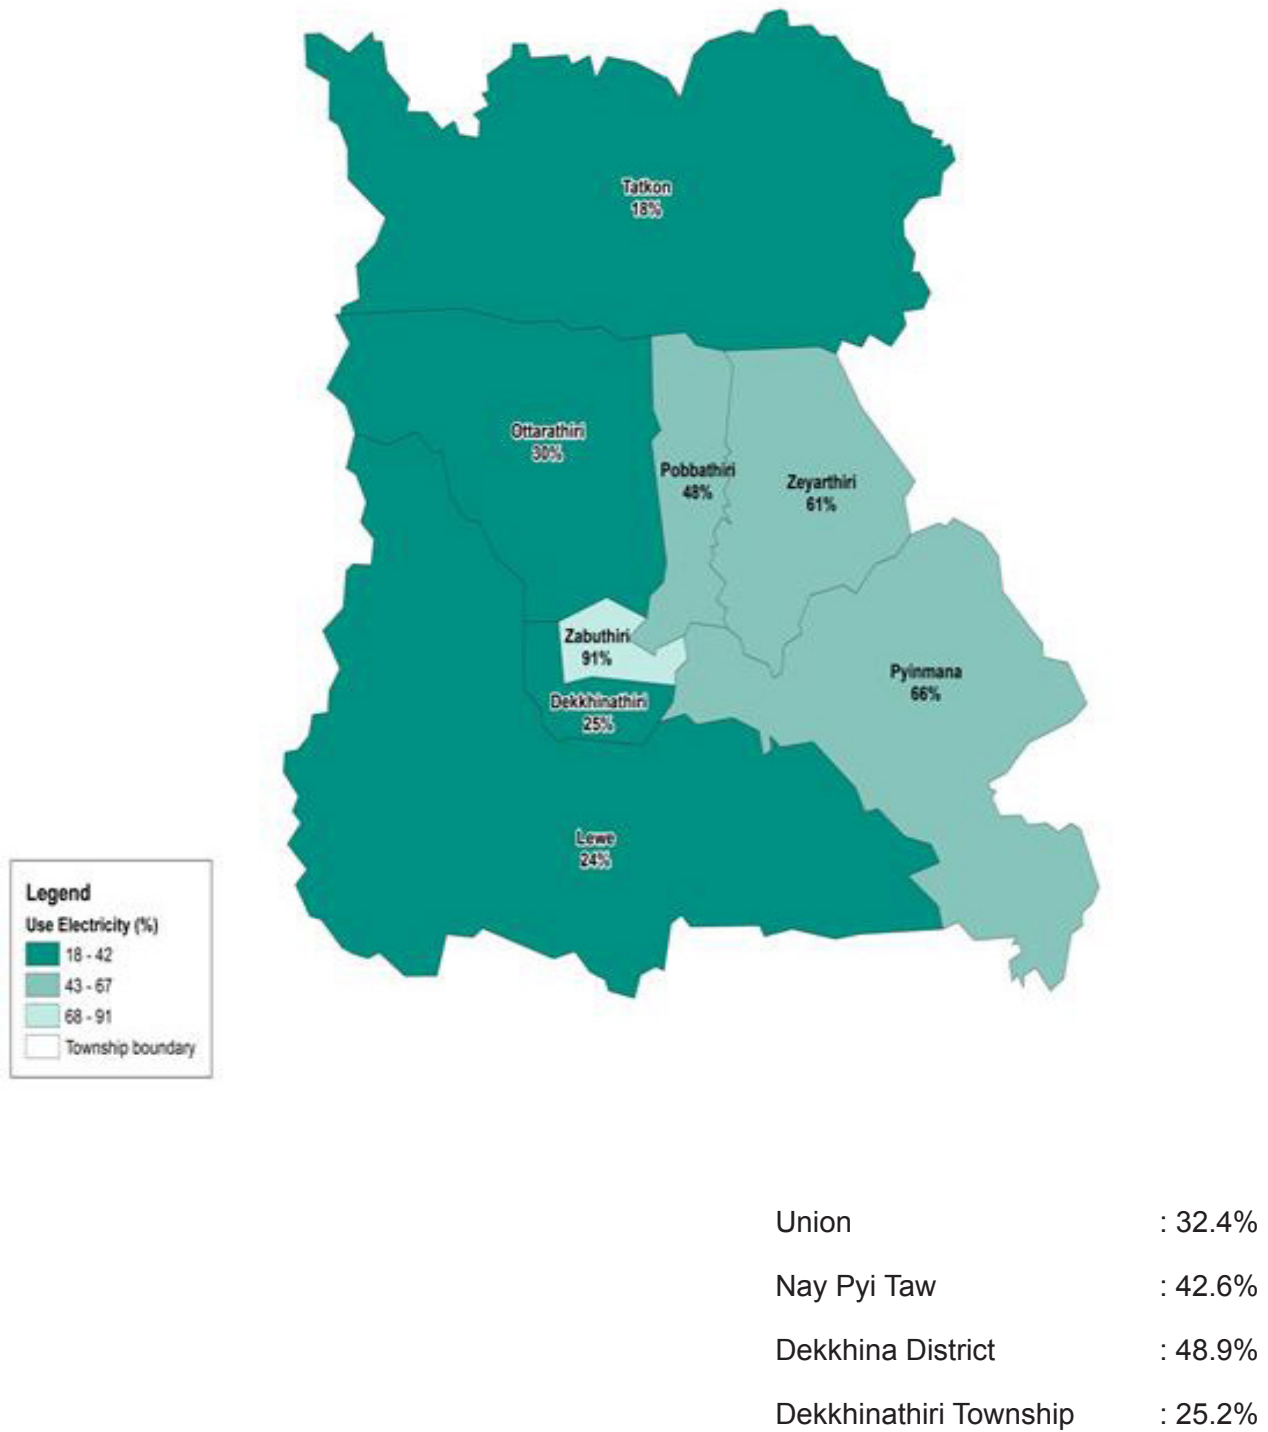 Tatkon
18%
Ottarathiri
30%
Pobbathiri
48%
Zeyarthiri
61%
Zabuthiri
91%
Pyinmana
66%
Dekkhinathiri
25%
Lewe
24%
Legend
Use Electricity (%)
18 - 42
43 - 67
68 - 91
Township boundary
Union : 32.4%
Nay Pyi Taw : 42.6%
Dekkhina District : 48.9%
Dekkhinathiri Township : 25.2%